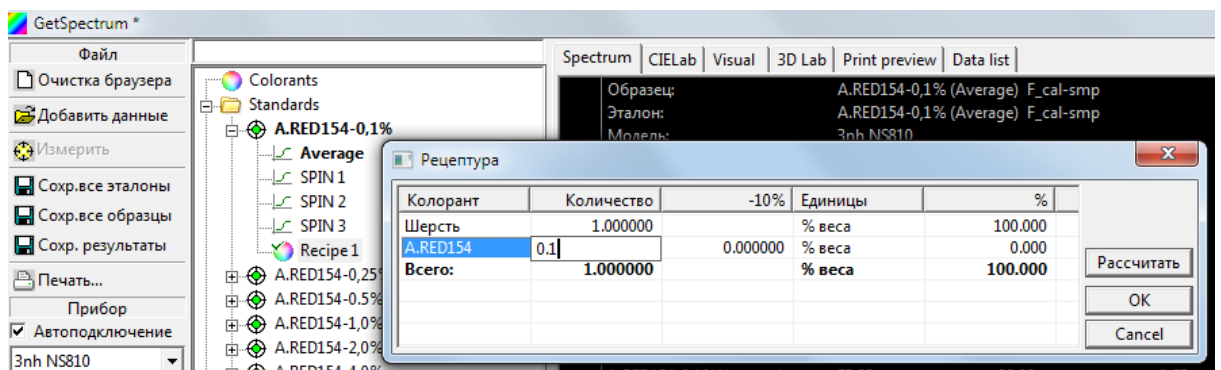 GetSpectrum *
Файл
Очистка браузера
Добавить данные
Измерить
Сохр.все эталоны
Сохр.все образцы
Сохр. результаты
Печать...
Прибор
Автоподключение
3nh NS810
Colorants
Standards
A.RED154-0,1%
Average
SPIN 1
SPIN 2
SPIN 3
Recipe 1
A.RED154-0,25%
A.RED154-0.5%
A.RED154-1,0%
A.RED154-2,0%
Spectrum CIELab Visual 3D Lab Print preview Data list
Образец: A.RED154-0,1% (Average) F_cal-smp
Эталон: A.RED154-0,1% (Average) F_cal-smp
Модель: 3nh NS810
Рецептура
Колорант Количество -10% Единицы %
Шерсть 1.000000 % веса 100.000
A.RED154 0.1 0.000000 % веса 0.000
Всего: 1.000000 % веса 100.000
Рассчитать
OK
Cancel